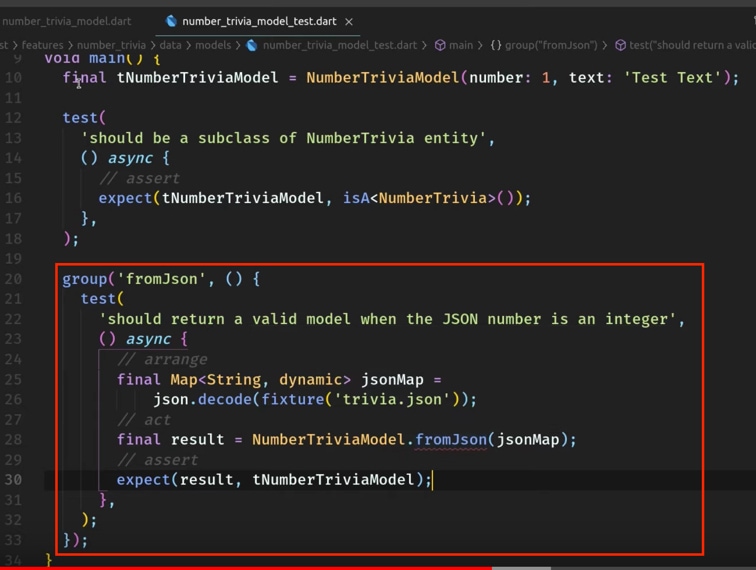 number_trivia_model.dart number_trivia_model_test.dart ×
st > features > number_trivia > data > models > number_trivia_model_test.dart > main > {} group("fromJson") > test("should return a valid
9 void main() {
10 final tNumberTriviaModel = NumberTriviaModel(number: 1, text: 'Test Text');
11
12 test(
13 'should be a subclass of NumberTrivia entity',
14 () async {
15 // assert
16 expect(tNumberTriviaModel, isA<NumberTrivia>());
17 },
18 );
19
20 group('fromJson', () {
21 test(
22 'should return a valid model when the JSON number is an integer',
23 () async {
24 // arrange
25 final Map<String, dynamic> jsonMap =
26 json.decode(fixture('trivia.json'));
27 // act
28 final result = NumberTriviaModel.fromJson(jsonMap);
29 // assert
30 expect(result, tNumberTriviaModel);
31 },
32 );
33 });
34 }